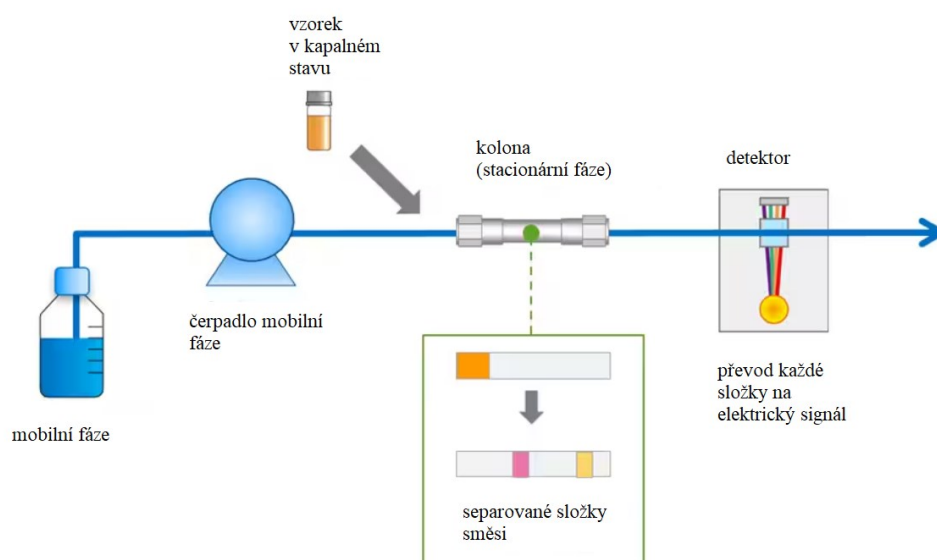 vzorek
v kapalném
stavu
kolona
(stacionární fáze)
detektor
čerpadlo mobilní
fáze
mobilní fáze
převod každé
složky na
elektrický signál
separované složky
směsi